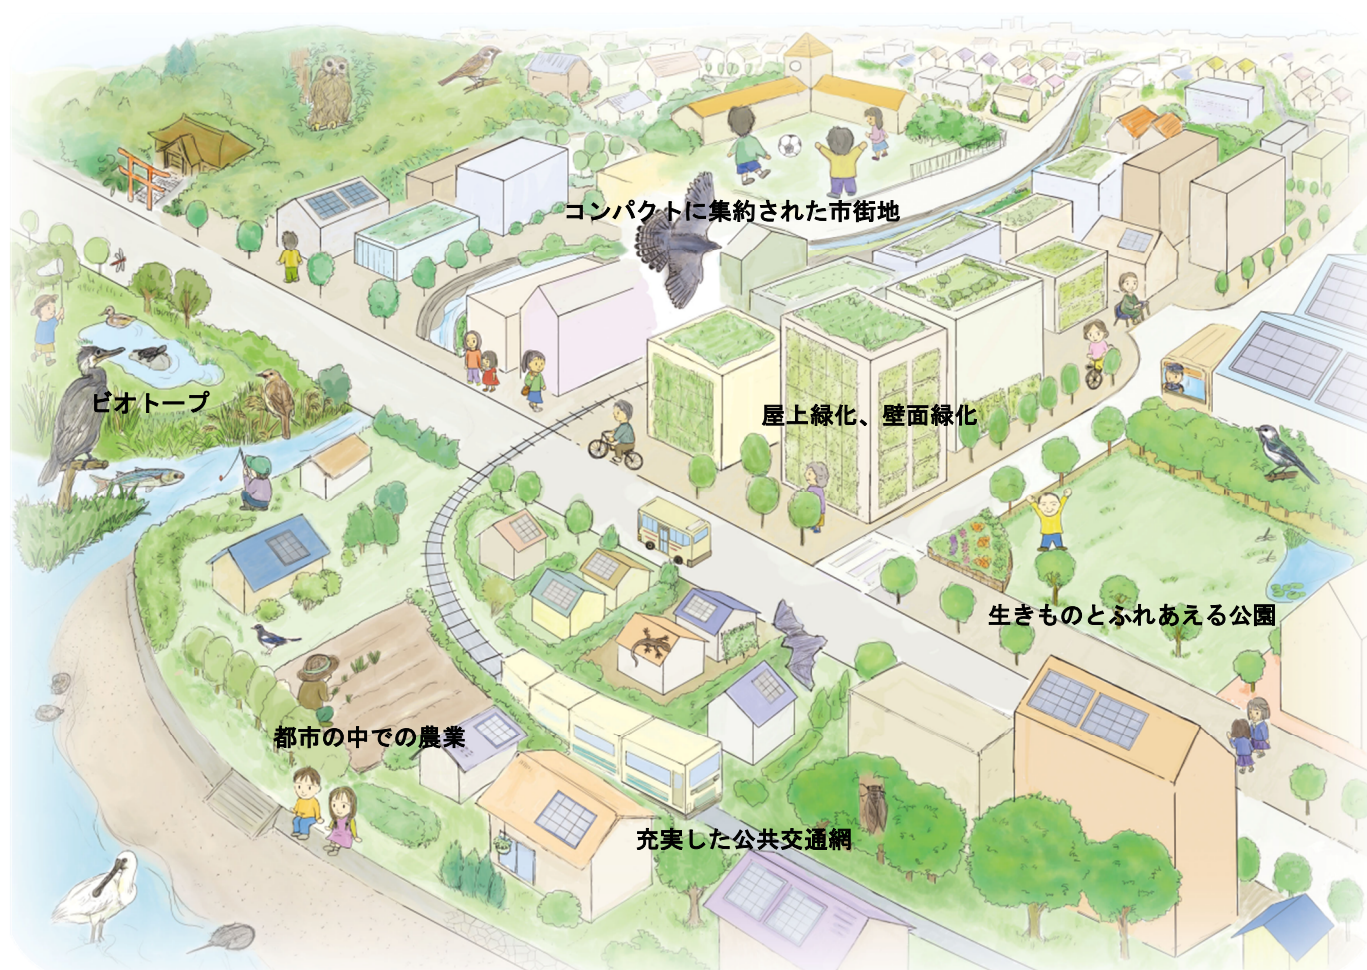 コンパクトに集約された市街地
ビオトープ
屋上緑化、壁面緑化
生きものとふれあえる公園
都市の中での農業
充実した公共交通網